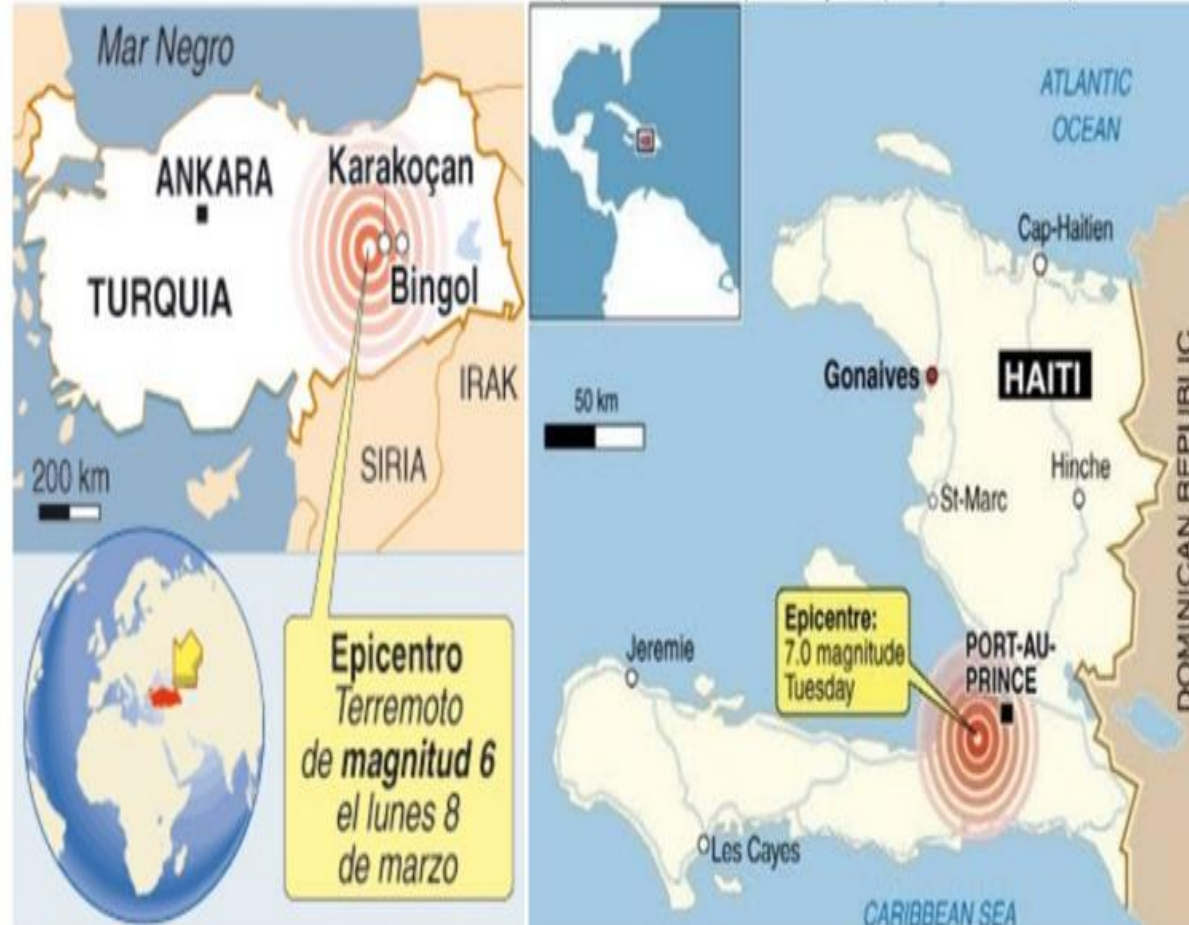 Mar Negro
ANKARA
Karakoçan
TURQUIA
Bingol
IRAK
SIRIA
200 km
Epicentro
Terremoto
de magnitud 6
el lunes 8
de marzo
ATLANTIC
OCEAN
Cap-Haitien
Gonaives
HAITI
50 km
Hinche
St-Marc
DOMINICAN REPUBLIC
Epicentre:
7.0 magnitude
Tuesday
PORT-AU-
PRINCE
Jeremie
Les Cayes
CARIBBEAN SEA